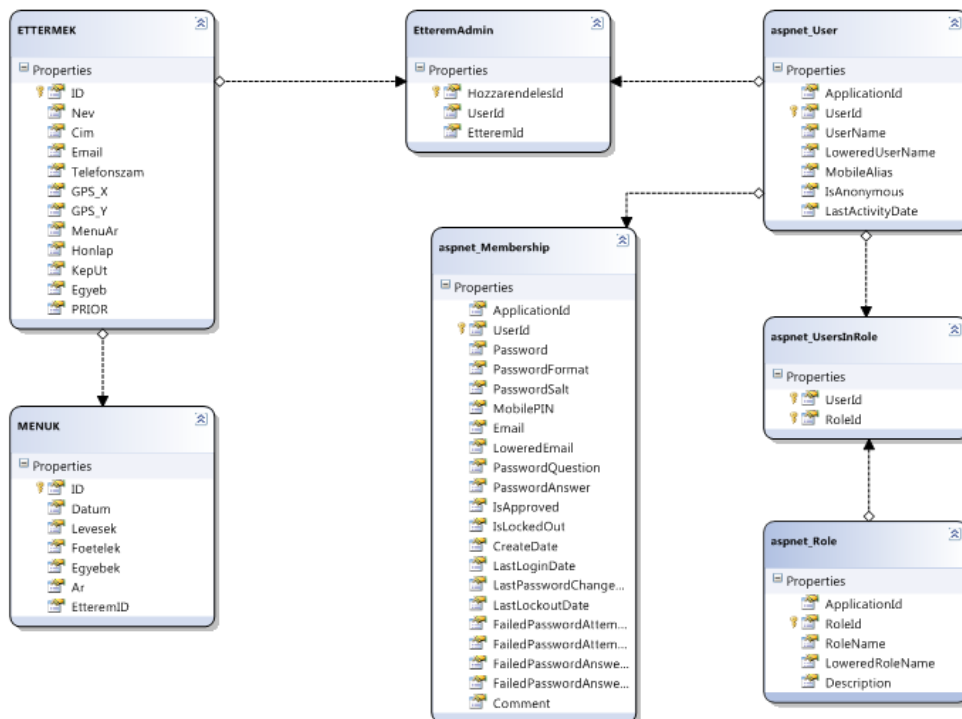 ETTERMEK
Properties
ID
Nev
Cim
Email
Telefonszam
GPS_X
GPS_Y
MenuAr
Honlap
KepUt
Egyeb
PRIOR
EtteremAdmin
Properties
HozzarendelesId
UserId
EtteremId
aspnet_User
Properties
ApplicationId
UserId
UserName
LoweredUserName
MobileAlias
IsAnonymous
LastActivityDate
aspnet_Membership
Properties
ApplicationId
UserId
Password
PasswordFormat
PasswordSalt
MobilePIN
Email
LoweredEmail
PasswordQuestion
PasswordAnswer
IsApproved
IsLockedOut
CreateDate
LastLoginDate
LastPasswordChange...
LastLockoutDate
FailedPasswordAttem...
FailedPasswordAttem...
FailedPasswordAnswe...
FailedPasswordAnswe...
Comment
aspnet_UsersInRole
Properties
UserId
RoleId
MENUK
Properties
ID
Datum
Levesek
Foetelek
Egyebek
Ar
EtteremID
aspnet_Role
Properties
ApplicationId
RoleId
RoleName
LoweredRoleName
Description